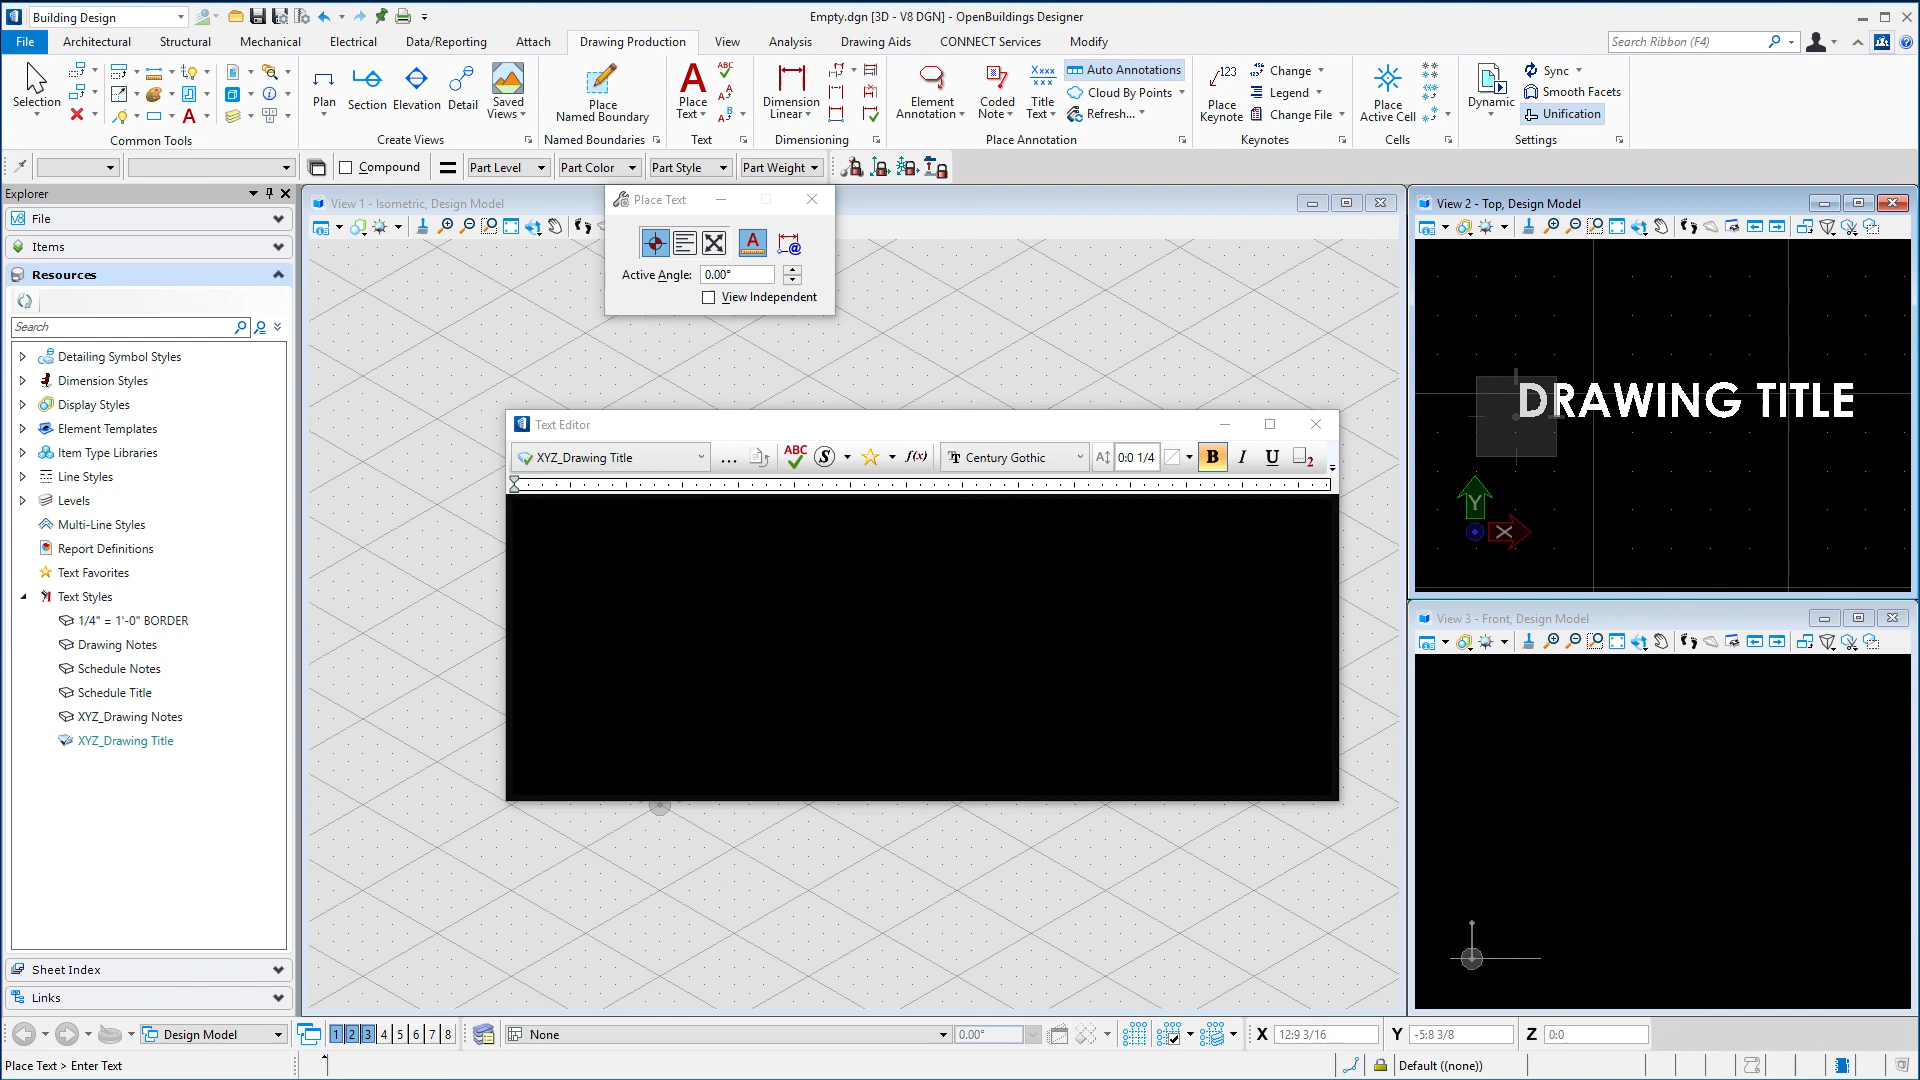 Building Design
Empty.dgn [3D - V8 DGN] - OpenBuildings Designer
File Architectural Structural Mechanical Electrical Data/Reporting Attach Drawing Production View Analysis Drawing Aids CONNECT Services Modify
Search Ribbon (F4)
Selection
Common Tools
Plan Section Elevation Detail Saved Views
Create Views
Place Named Boundary
Named Boundaries
Place Text
ABC
Text
Dimension Linear
Dimensioning
Element Annotation
Coded Note
Title Text
Auto Annotations
Cloud By Points
Refresh...
Place Annotation
Place Keynote
Change
Legend
Change File
Keynotes
Place Active Cell
Cells
Dynamic
Sync
Smooth Facets
Unification
Settings
Compound
Part Level Part Color Part Style Part Weight
Explorer
File
Items
Resources
Search
Detailing Symbol Styles
Dimension Styles
Display Styles
Element Templates
Item Type Libraries
Line Styles
Levels
Multi-Line Styles
Report Definitions
Text Favorites
Text Styles
1/4" = 1'-0" BORDER
Drawing Notes
Schedule Notes
Schedule Title
XYZ_Drawing Notes
XYZ_Drawing Title
Sheet Index
Links
View 1 - Isometric, Design Model
Place Text
Active Angle: 0.00°
View Independent
Text Editor
XYZ_Drawing Title
... ABC S f(x) Century Gothic 0:0 1/4 B I U
View 2 - Top, Design Model
DRAWING TITLE
Y
X
View 3 - Front, Design Model
Design Model
1 2 3 4 5 6 7 8
None
0.00°
X 12:9 3/16 Y -5:8 3/8 Z 0:0
Place Text > Enter Text
Default ((none))